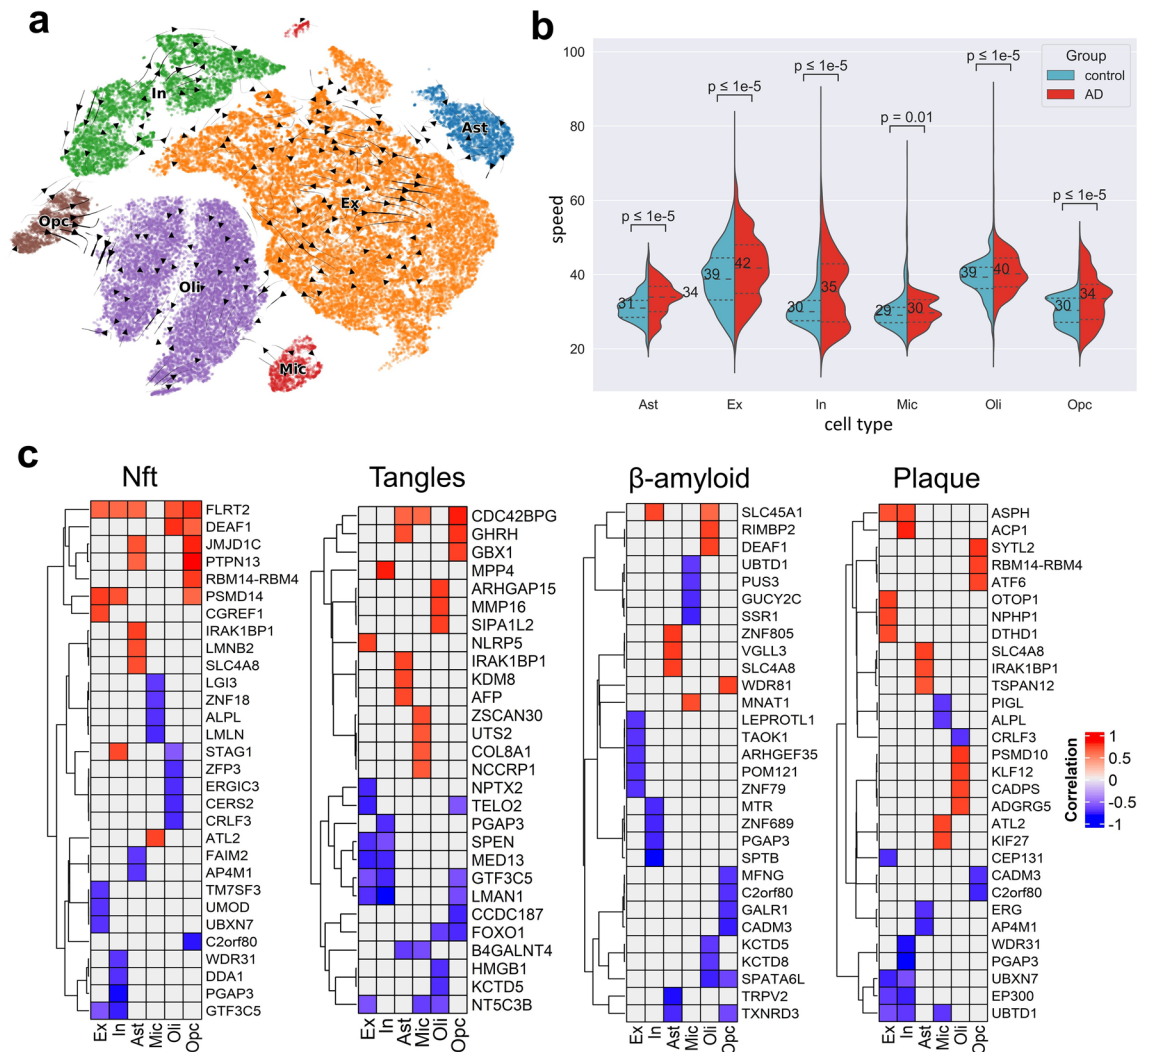 a
In
Ast
Ex
Opc
Oli
Mic
b
100
80
60
40
20
speed
p ≤ 1e-5
p ≤ 1e-5
p ≤ 1e-5
p = 0.01
p ≤ 1e-5
p ≤ 1e-5
Group
control
AD
31
34
39
42
30
35
29
30
39
40
30
34
Ast
Ex
In
Mic
Oli
Opc
cell type
c
Nft
FLRT2
DEAF1
JMJD1C
PTPN13
RBM14-RBM4
PSMD14
CGREF1
IRAK1BP1
LMNB2
SLC4A8
LGI3
ZNF18
ALPL
LMLN
STAG1
ZFP3
ERGIC3
CERS2
CRLF3
ATL2
FAIM2
AP4M1
TM7SF3
UMOD
UBXN7
C2orf80
WDR31
DDA1
PGAP3
GTF3C5
Ex
In
Ast
Mic
Oli
Opc
Tangles
CDC42BPG
GHRH
GBX1
MPP4
ARHGAP15
MMP16
SIPA1L2
NLRP5
IRAK1BP1
KDM8
AFP
ZSCAN30
UTS2
COL8A1
NCCRP1
NPTX2
TELO2
PGAP3
SPEN
MED13
GTF3C5
LMAN1
CCDC187
FOXO1
B4GALNT4
HMGB1
KCTD5
NT5C3B
Ex
In
Ast
Mic
Oli
Opc
β-amyloid
SLC45A1
RIMBP2
DEAF1
UBTD1
PUS3
GUCY2C
SSR1
ZNF805
VGLL3
SLC4A8
WDR81
MNAT1
LEPROTL1
TAOK1
ARHGEF35
POM121
ZNF79
MTR
ZNF689
PGAP3
SPTB
MFNG
C2orf80
GALR1
CADM3
KCTD5
KCTD8
SPATA6L
TRPV2
TXNRD3
Ex
In
Ast
Mic
Oli
Opc
Plaque
ASPH
ACP1
SYTL2
RBM14-RBM4
ATF6
OTOP1
NPHP1
DTHD1
SLC4A8
IRAK1BP1
TSPAN12
PIGL
ALPL
CRLF3
PSMD10
KLF12
CADPS
ADGRG5
ATL2
KIF27
CEP131
CADM3
C2orf80
ERG
AP4M1
WDR31
PGAP3
UBXN7
EP300
UBTD1
Ex
In
Ast
Mic
Oli
Opc
Correlation
1
0.5
0
-0.5
-1